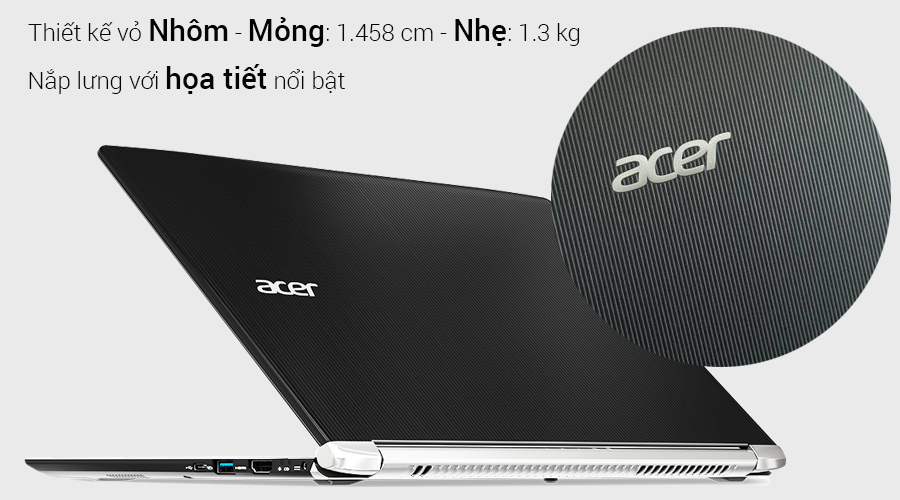 Thiết kế vỏ Nhôm - Mỏng: 1.458 cm - Nhẹ: 1.3 kg
Nắp lưng với họa tiết nổi bật
acer
acer